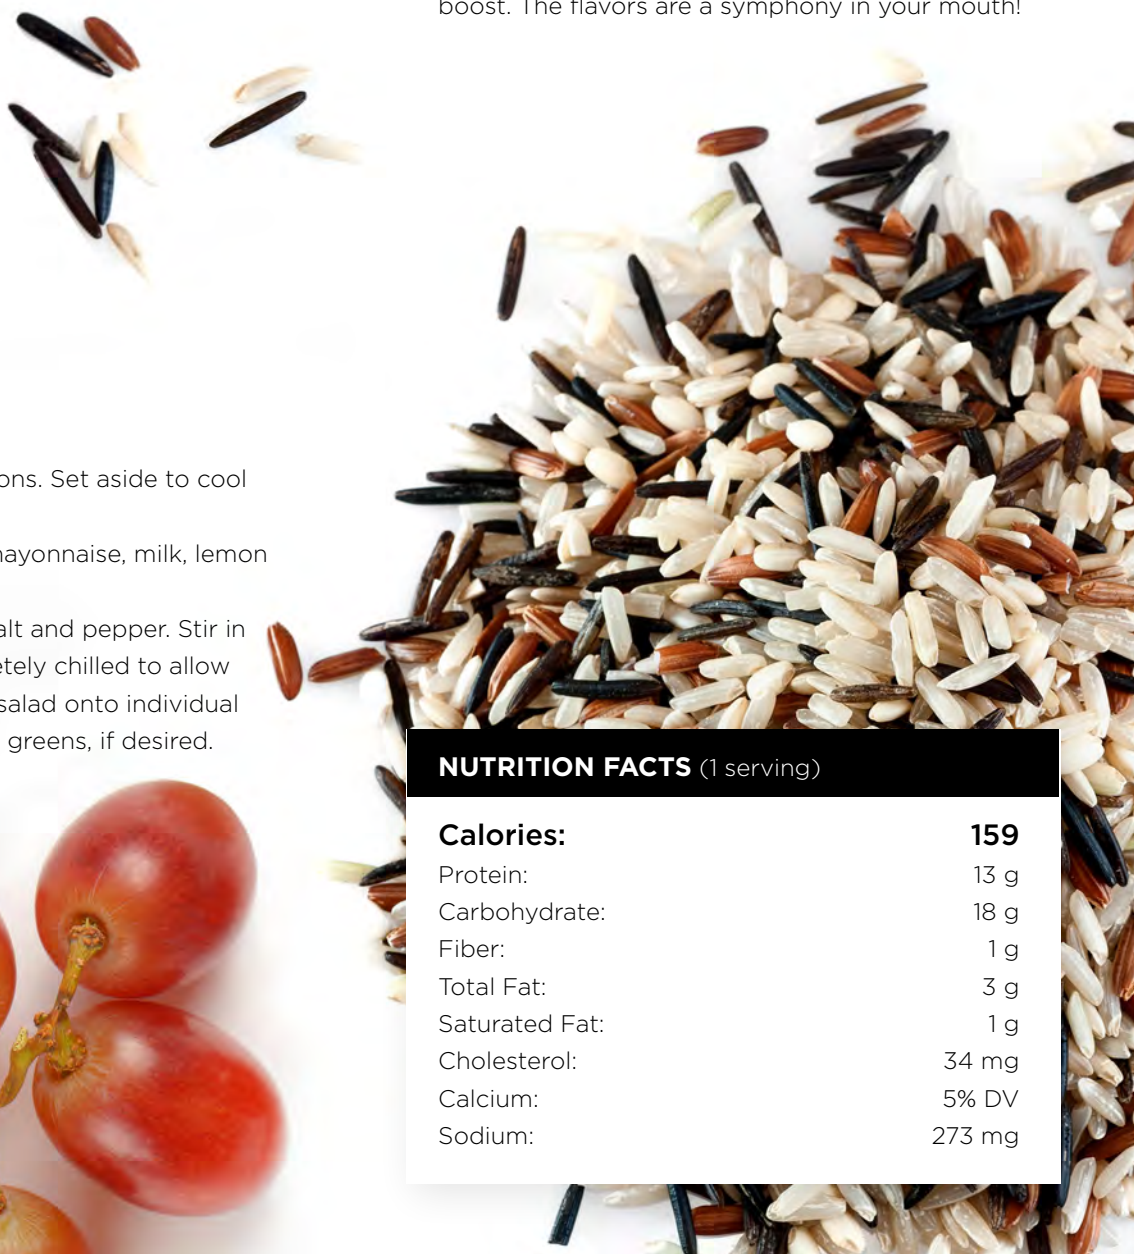 boost. The flavors are a symphony in your mouth!
ons. Set aside to cool
mayonnaise, milk, lemon
alt and pepper. Stir in
etely chilled to allow
salad onto individual
greens, if desired.
NUTRITION FACTS (1 serving)
Calories: 159
Protein: 13 g
Carbohydrate: 18 g
Fiber: 1 g
Total Fat: 3 g
Saturated Fat: 1 g
Cholesterol: 34 mg
Calcium: 5% DV
Sodium: 273 mg